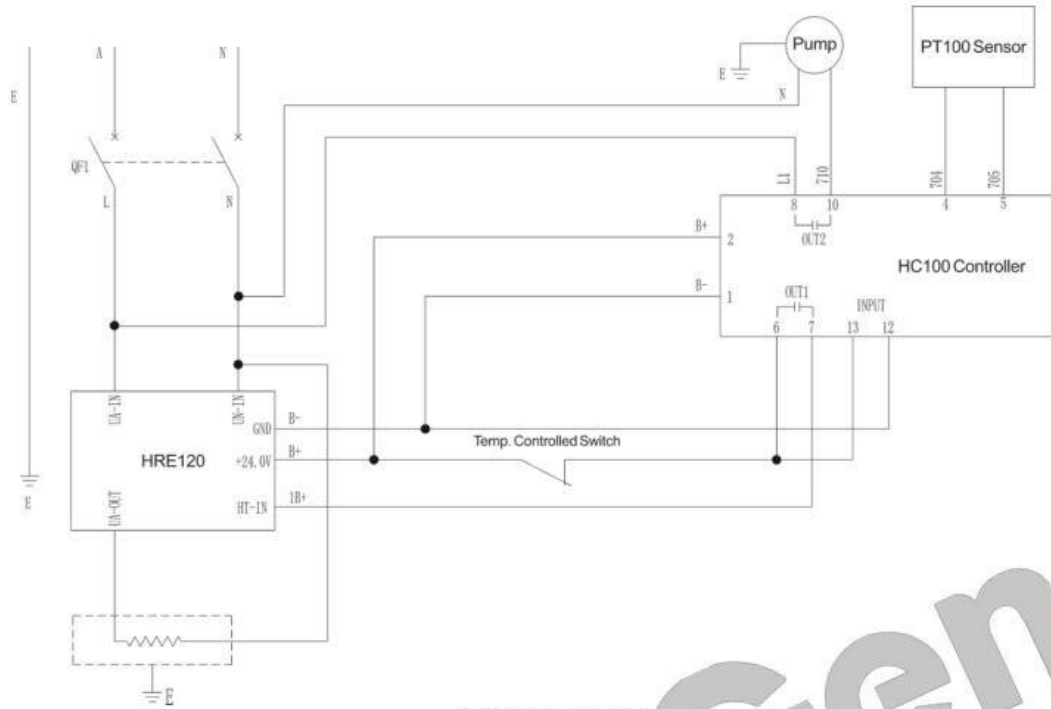 A
N
E
QF1
L
N
E
Pump
E
N
PT100 Sensor
L1
710
704
705
8
10
4
5
OUT2
B+
2
HC100 Controller
B-
1
OUT1
INPUT
6
7
13
12
UA-IN
UN-IN
GND
B-
HRE120
+24.0V
B+
Temp. Controlled Switch
UA-OUT
HT-IN
1B+
E
Gen